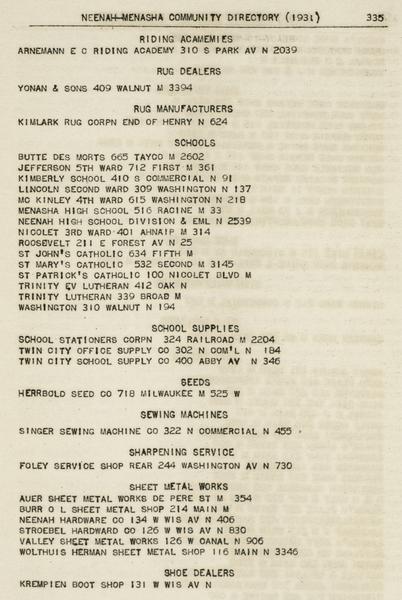 NEENAH-MENASHA COMMUNITY DIRECTORY (1931) 335
RIDING ACAMEMIES
ARNEMANN E C RIDING ACADEMY 310 S PARK AV N 2039
RUG DEALERS
YONAN & SONS 409 WALNUT M 3394
RUG MANUFACTURERS
KIMLARK RUG CORPN END OF HENRY N 624
SCHOOLS
BUTTE DES MORTS 665 TAYCO M 2602
JEFFERSON 5TH WARD 712 FIRST M 361
KIMBERLY SCHOOL 410 S COMMERCIAL N 91
LINCOLN SECOND WARD 309 WASHINGTON N 137
MC KINLEY 4TH WARD 615 WASHINGTON N 218
MENASHA HIGH SCHOOL 516 RACINE M 33
NEENAH HIGH SCHOOL DIVISION & EML N 2539
NICOLET 3RD WARD 401 AHNAIP M 314
ROOSEVELT 211 E FOREST AV N 25
ST JOHN'S CATHOLIC 634 FIFTH M
ST MARY'S CATHOLIC 532 SECOND M 3145
ST PATRICK'S CATHOLIC 100 NICOLET BLVD M
TRINITY EV LUTHERAN 412 OAK N
TRINITY LUTHERAN 339 BROAD M
WASHINGTON 310 WALNUT N 194
SCHOOL SUPPLIES
SCHOOL STATIONERS CORPN 324 RAILROAD M 2204
TWIN CITY OFFICE SUPPLY CO 302 N COM'L N 184
TWIN CITY SCHOOL SUPPLY CO 400 ABBY AV N 346
SEEDS
HERRBOLD SEED CO 718 MILWAUKEE M 525 W
SEWING MACHINES
SINGER SEWING MACHINE CO 322 N COMMERCIAL N 455
SHARPENING SERVICE
FOLEY SERVICE SHOP REAR 244 WASHINGTON AV N 730
SHEET METAL WORKS
AUER SHEET METAL WORKS DE PERE ST M 354
BURR O L SHEET METAL SHOP 214 MAIN M
NEENAH HARDWARE CO 134 W WIS AV N 406
STROEBEL HARDWARE CO 126 W WIS AV N 830
VALLEY SHEET METAL WORKS 126 W CANAL N 906
WOLTHUIS HERMAN SHEET METAL SHOP 116 MAIN N 3346
SHOE DEALERS
KREMPIEN BOOT SHOP 131 W WIS AV N